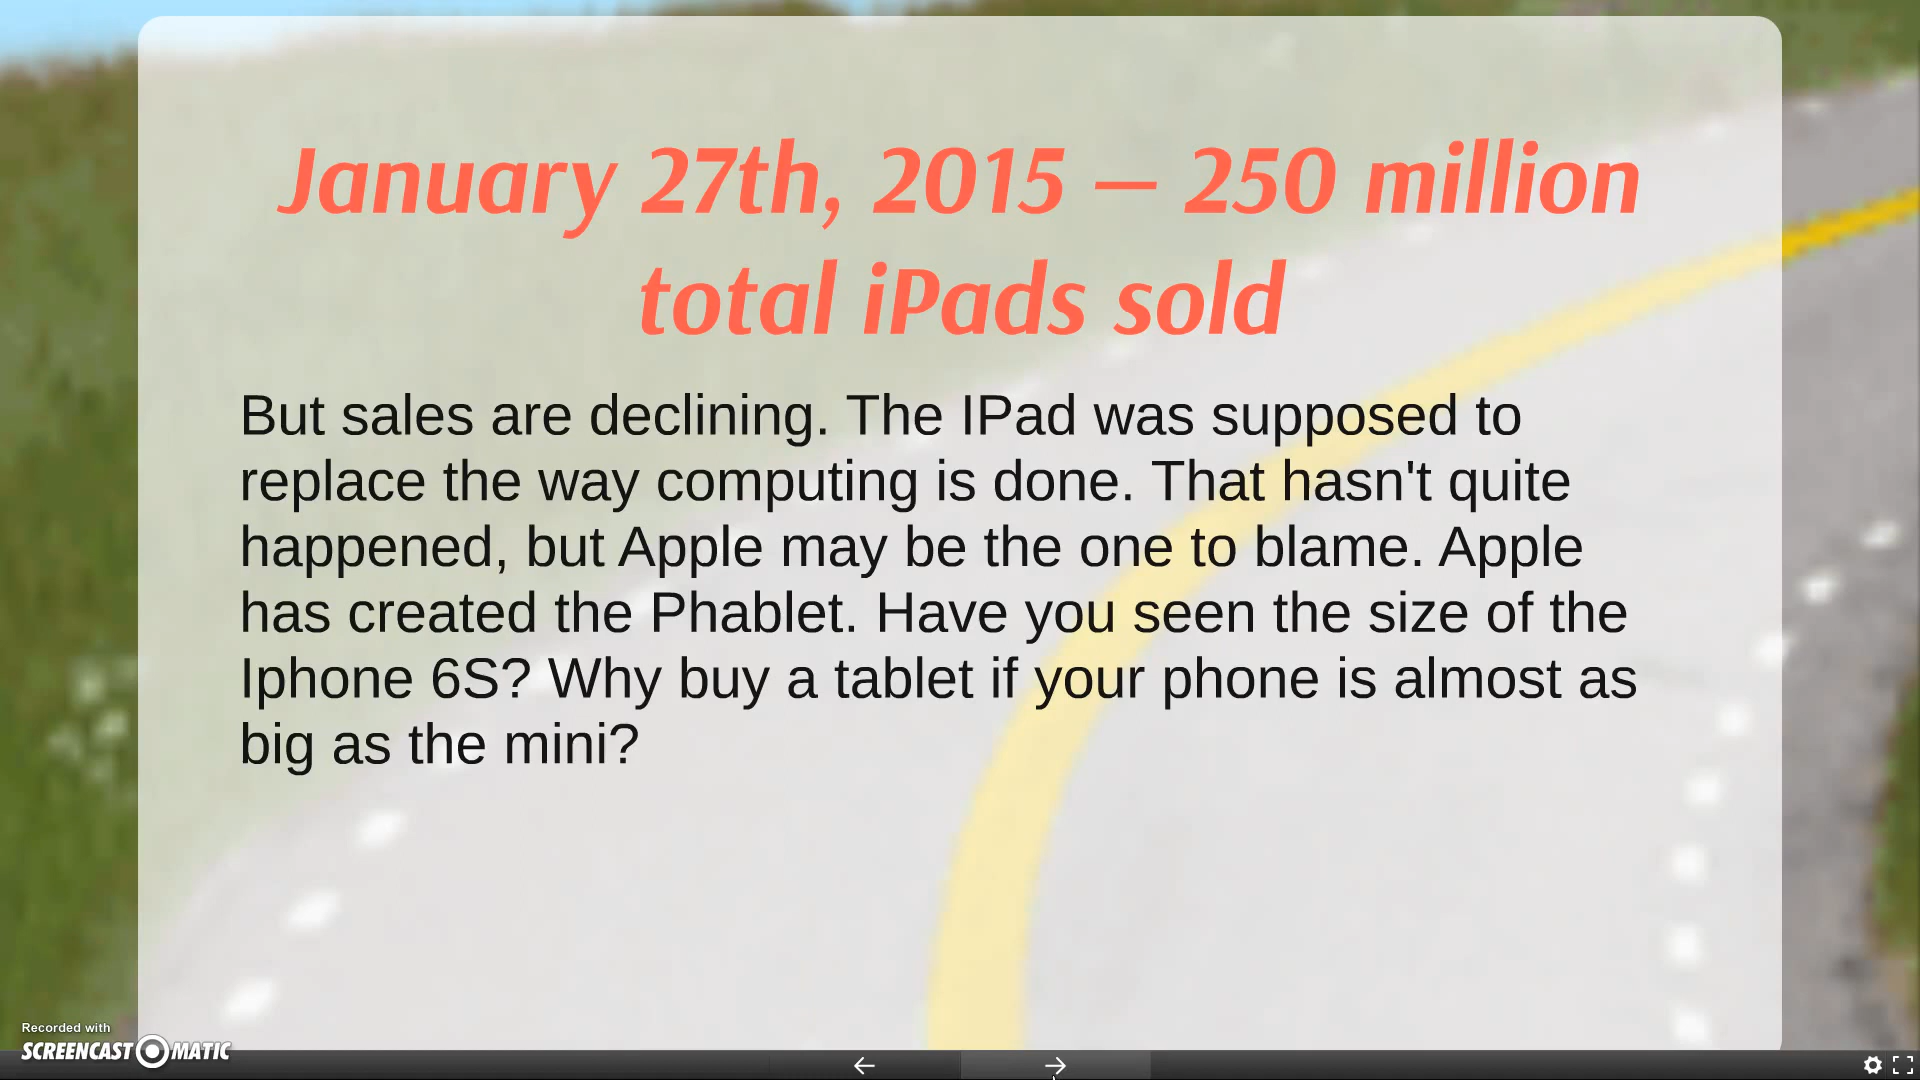 January 27th, 2015 — 250 million
total iPads sold
But sales are declining. The IPad was supposed to
replace the way computing is done. That hasn't quite
happened, but Apple may be the one to blame. Apple
has created the Phablet. Have you seen the size of the
Iphone 6S? Why buy a tablet if your phone is almost as
big as the mini?
Recorded with
SCREENCAST MATIC